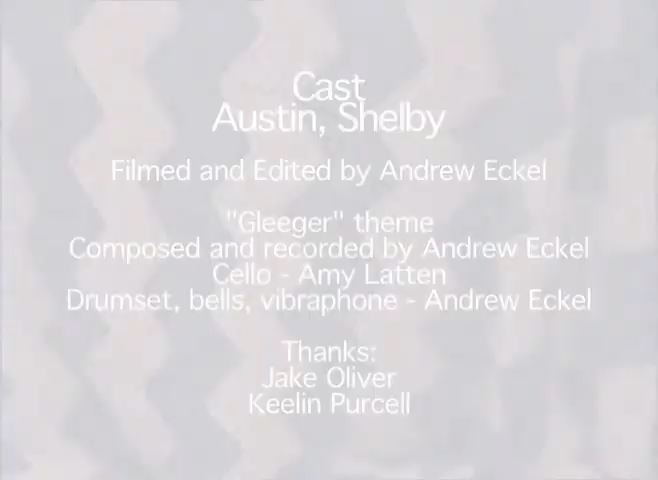 Cast
Austin, Shelby
Filmed and Edited by Andrew Eckel
"Gleeger" theme
Composed and recorded by Andrew Eckel
Cello - Amy Latten
Drumset, bells, vibraphone - Andrew Eckel
Thanks:
Jake Oliver
Keelin Purcell